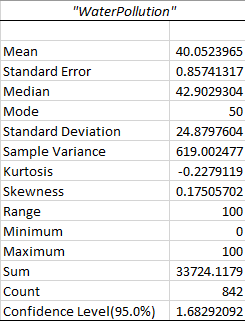 "WaterPollution"
Mean 40.0523965
Standard Error 0.85741317
Median 42.9029304
Mode 50
Standard Deviation 24.8797604
Sample Variance 619.002477
Kurtosis -0.2279119
Skewness 0.17505702
Range 100
Minimum 0
Maximum 100
Sum 33724.1179
Count 842
Confidence Level(95.0%) 1.68292092